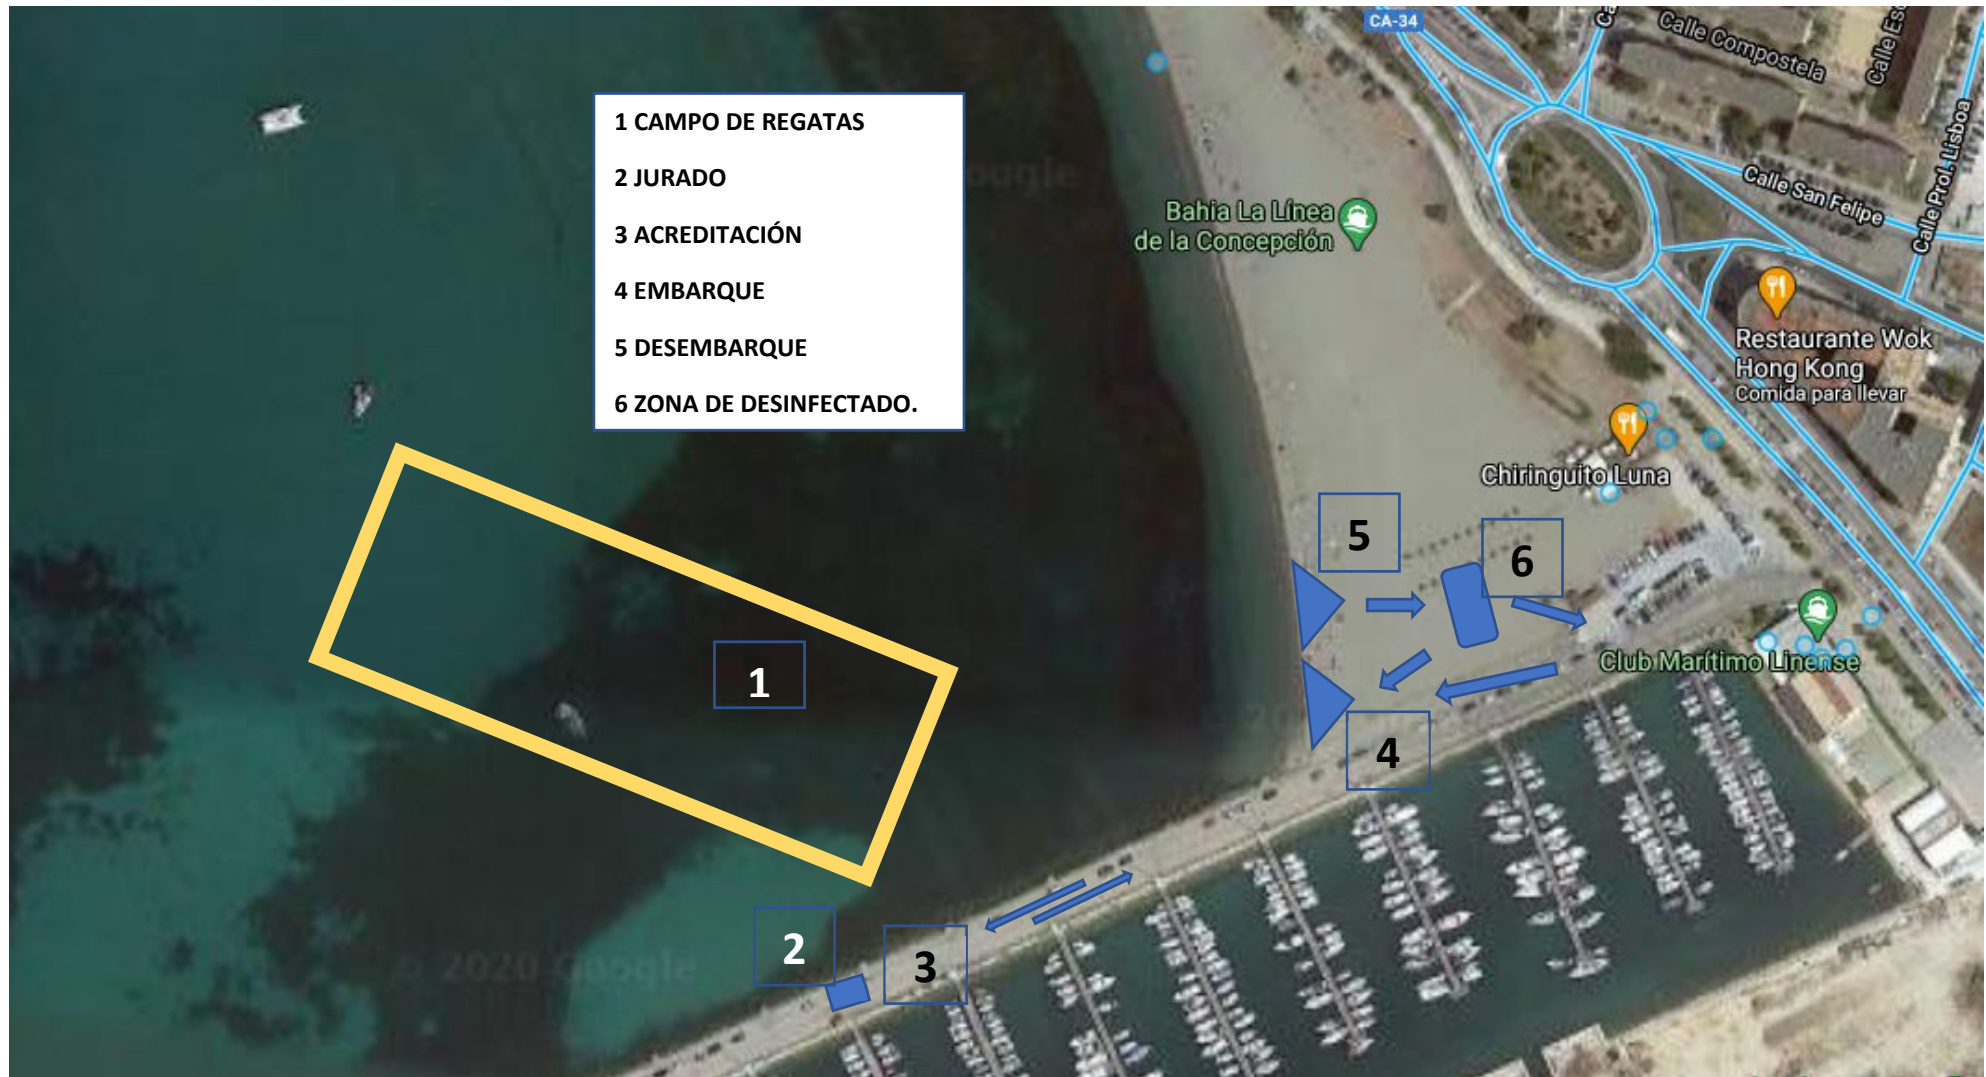 CA-34
Calle Compostela
1 CAMPO DE REGATAS
2 JURADO
3 ACREDITACIÓN
4 EMBARQUE
5 DESEMBARQUE
6 ZONA DE DESINFECTADO.
Calle Prol. Lisboa
Calle San Felipe
Bahia La Línea
de la Concepción
Restaurante Wok
Hong Kong
Comida para llevar
Chiringuito Luna
5
6
Club Marítimo Linense
1
4
2
3
© 2020 Google